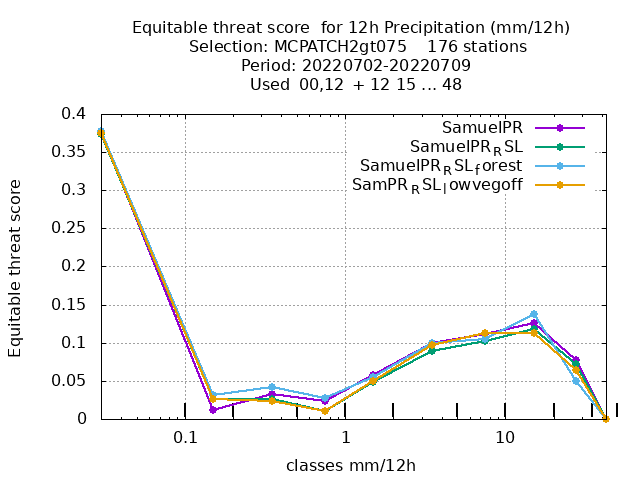 Equitable threat score  for 12h Precipitation (mm/12h)
Selection: MCPATCH2gt075    176 stations
Period: 20220702-20220709
Used  00,12  + 12 15 ... 48
SamuelPR
SamuelPR_RSL
SamuelPR_RSL_forest
SamPR_RSL_lowvegoff
Equitable threat score
0.4
0.35
0.3
0.25
0.2
0.15
0.1
0.05
0
0.1 1 10
classes mm/12h